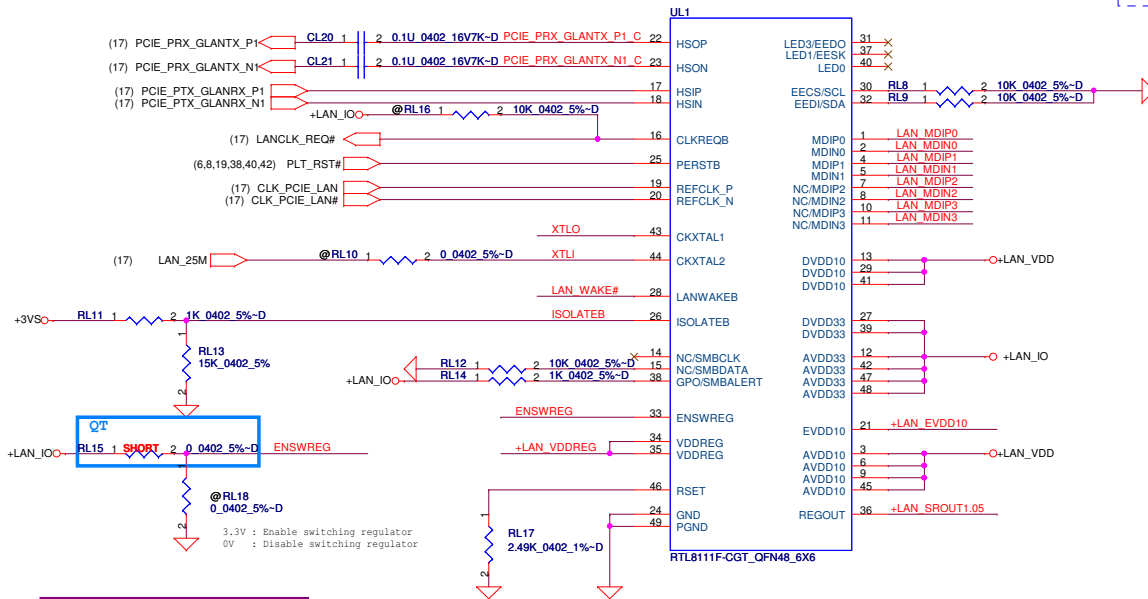 UL1
(17) PCIE_PRX_GLANTX_P1 CL20 1 2 0.1U_0402_16V7K~D PCIE_PRX_GLANTX_P1_C 22 HSOP LED3/EEDO 31
LED1/EESK 37
(17) PCIE_PRX_GLANTX_N1 CL21 1 2 0.1U_0402_16V7K~D PCIE_PRX_GLANTX_N1_C 23 HSON LED0 40
(17) PCIE_PTX_GLANRX_P1 17 HSIP EECS/SCL 30 RL8 1 2 10K_0402_5%~D
(17) PCIE_PTX_GLANRX_N1 18 HSIN EEDI/SDA 32 RL9 1 2 10K_0402_5%~D
+LAN_IO @RL16 1 2 10K_0402_5%~D
(17) LANCLK_REQ# 16 CLKREQB MDIP0 1 LAN_MDIP0
MDIN0 2 LAN_MDIN0
(6,8,19,38,40,42) PLT_RST# 25 PERSTB MDIP1 4 LAN_MDIP1
MDIN1 5 LAN_MDIN1
(17) CLK_PCIE_LAN 19 REFCLK_P NC/MDIP2 7 LAN_MDIP2
(17) CLK_PCIE_LAN# 20 REFCLK_N NC/MDIN2 8 LAN_MDIN2
NC/MDIP3 10 LAN_MDIP3
NC/MDIN3 11 LAN_MDIN3
XTLO 43 CKXTAL1
(17) LAN_25M @RL10 1 2 0_0402_5%~D XTLI 44 CKXTAL2 DVDD10 13 +LAN_VDD
DVDD10 29
DVDD10 41
LAN_WAKE# 28 LANWAKEB
+3VS RL11 1 2 1K_0402_5%~D ISOLATEB 26 ISOLATEB DVDD33 27
DVDD33 39
1 RL13 15K_0402_5% 2
14 NC/SMBCLK AVDD33 12 +LAN_IO
RL12 1 2 10K_0402_5%~D 15 NC/SMBDATA AVDD33 42
+LAN_IO RL14 1 2 1K_0402_5%~D 38 GPO/SMBALERT AVDD33 47
AVDD33 48
QT
ENSWREG 33 ENSWREG
EVDD10 21 +LAN_EVDD10
34 VDDREG
+LAN_IO RL15 1 SHORT 2 0_0402_5%~D ENSWREG +LAN_VDDREG 35 VDDREG AVDD10 3 +LAN_VDD
AVDD10 6
AVDD10 9
1 @RL18 0_0402_5%~D 2
46 RSET AVDD10 45
24 GND REGOUT 36 +LAN_SROUT1.05
49 PGND
3.3V : Enable switching regulator
0V : Disable switching regulator
1 RL17 2.49K_0402_1%~D 2
RTL8111F-CGT_QFN48_6X6